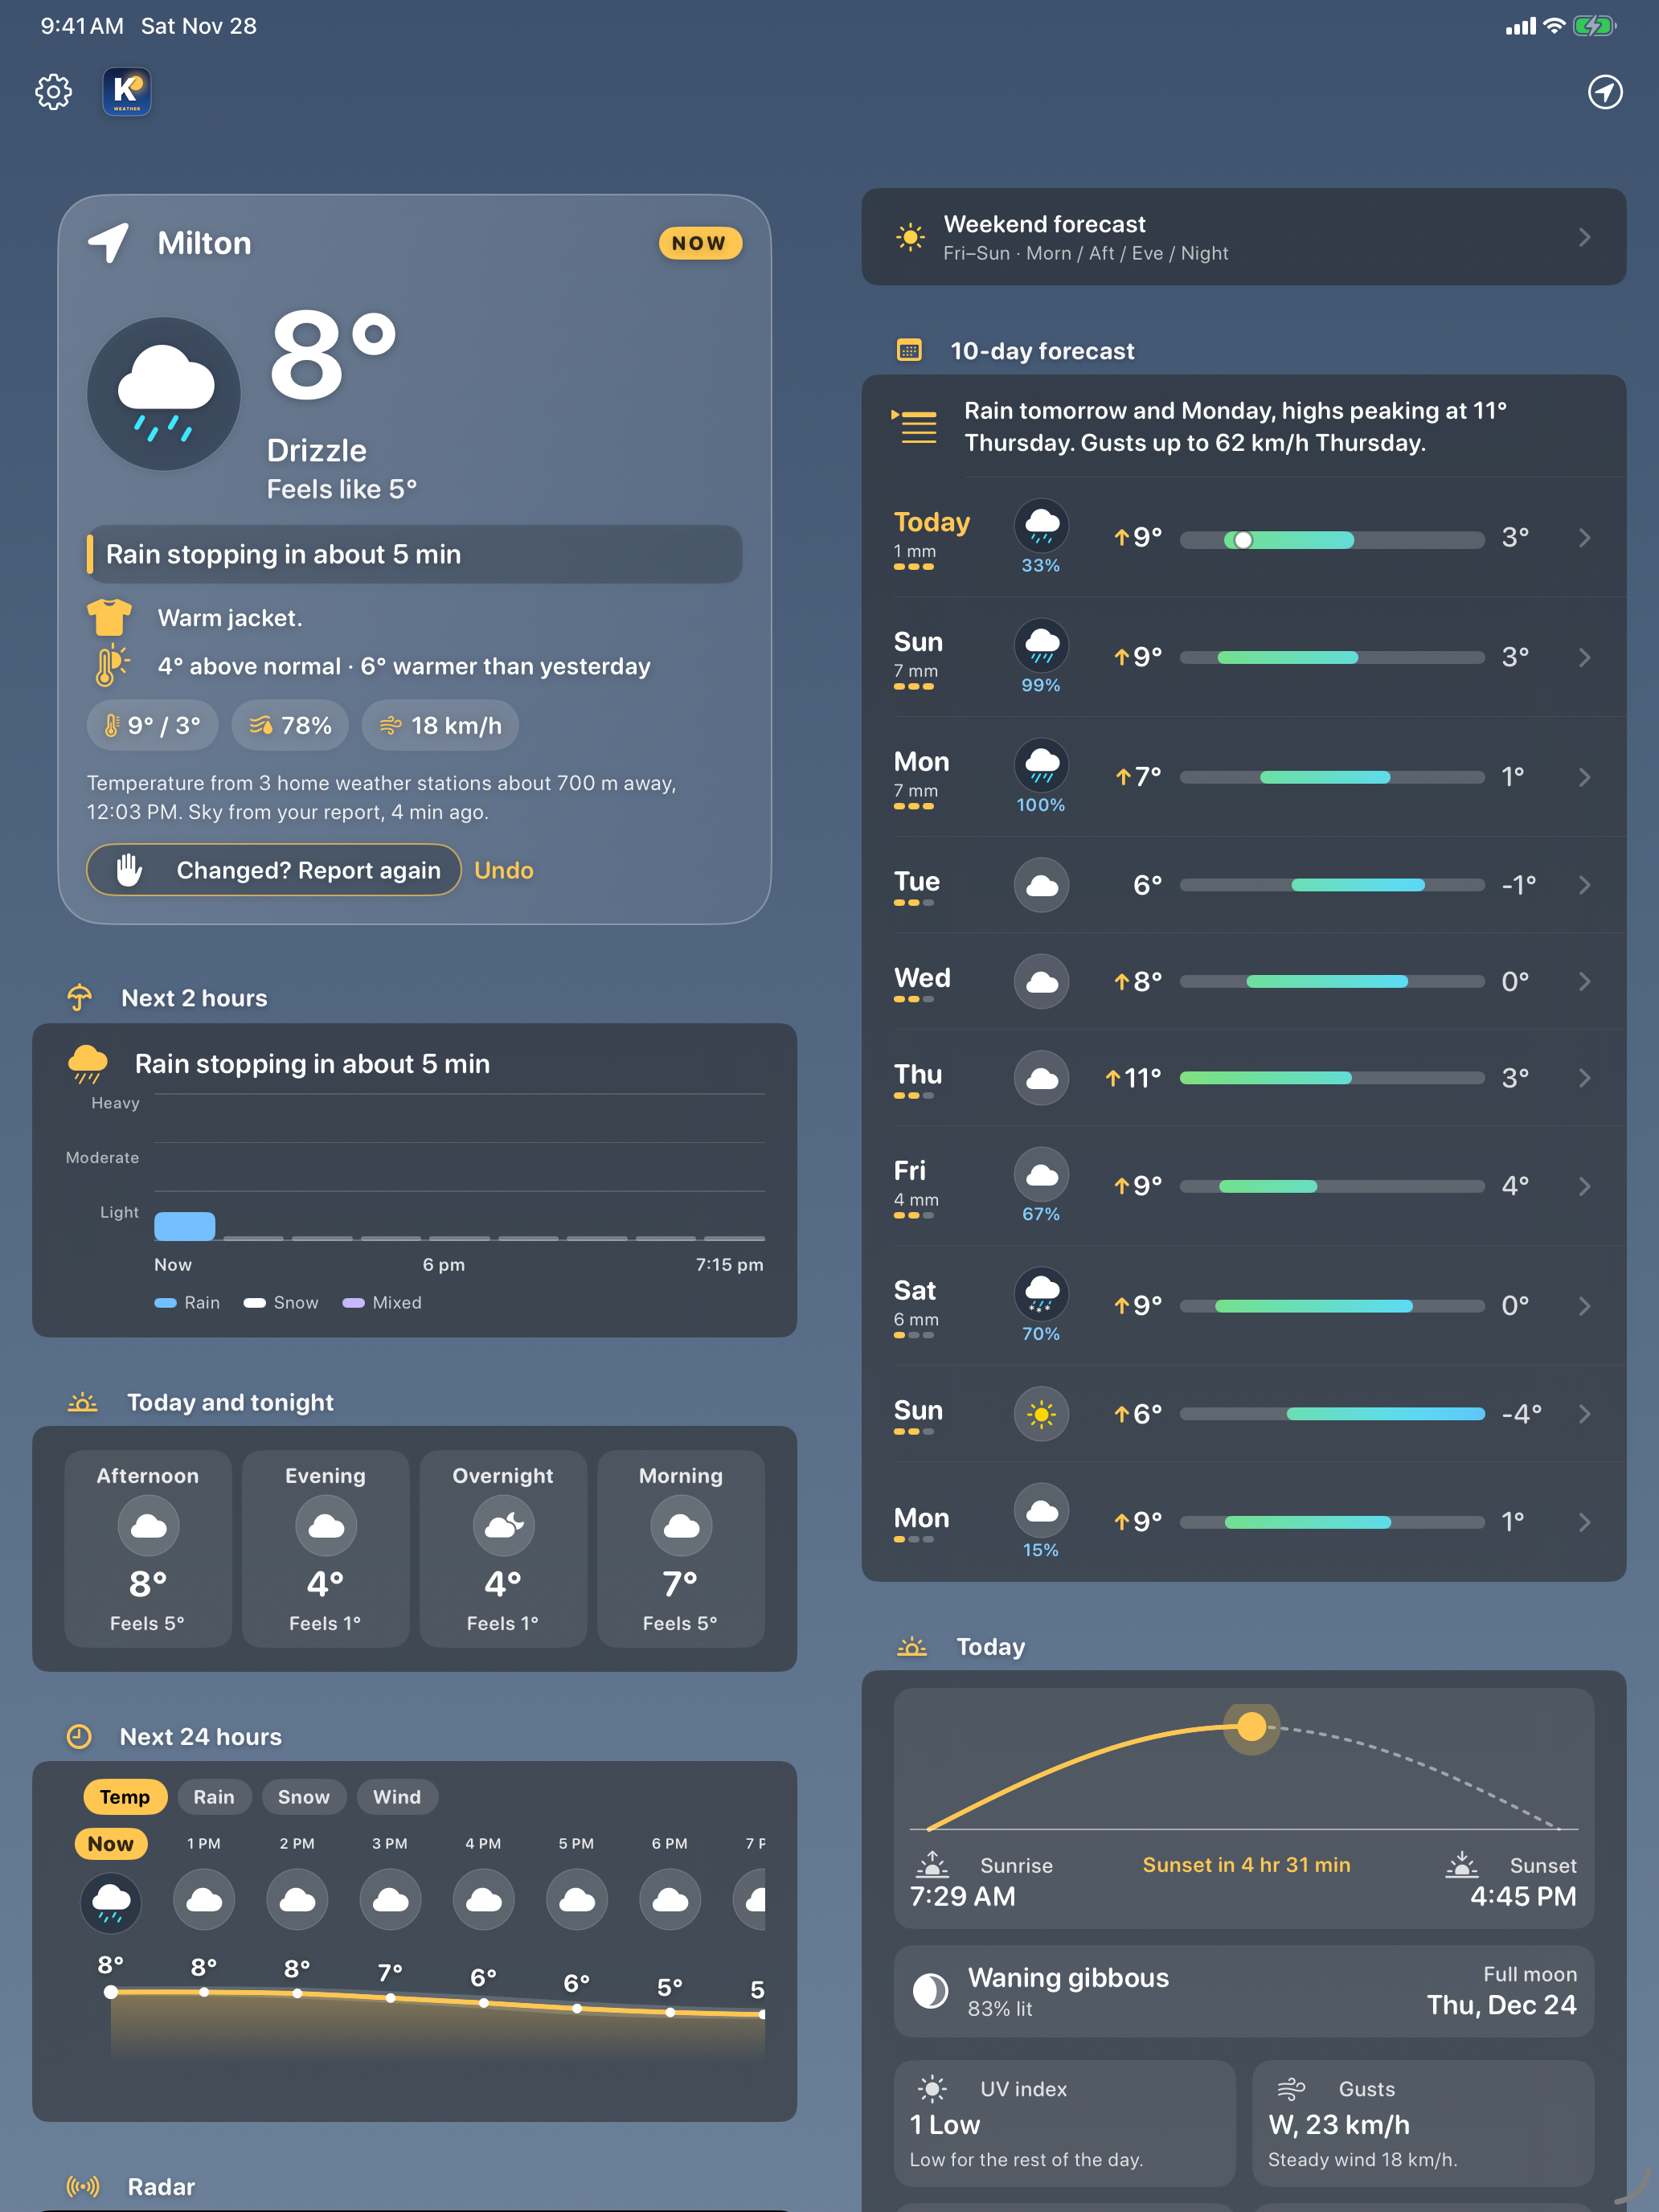 9:41 AM Sat Nov 28
K
WEATHER
Milton
NOW
8°
Drizzle
Feels like 5°
Rain stopping in about 5 min
Warm jacket.
4° above normal · 6° warmer than yesterday
9° / 3°
78%
18 km/h
Temperature from 3 home weather stations about 700 m away,
12:03 PM. Sky from your report, 4 min ago.
Changed? Report again
Undo
Next 2 hours
Rain stopping in about 5 min
Heavy
Moderate
Light
Now
6 pm
7:15 pm
Rain
Snow
Mixed
Today and tonight
Afternoon
8°
Feels 5°
Evening
4°
Feels 1°
Overnight
4°
Feels 1°
Morning
7°
Feels 5°
Next 24 hours
Temp
Rain
Snow
Wind
Now
1 PM
2 PM
3 PM
4 PM
5 PM
6 PM
7 P
8°
8°
8°
7°
6°
6°
5°
5
Radar
Weekend forecast
Fri–Sun · Morn / Aft / Eve / Night
10-day forecast
Rain tomorrow and Monday, highs peaking at 11°
Thursday. Gusts up to 62 km/h Thursday.
Today
1 mm
33%
↑9°
3°
Sun
7 mm
99%
↑9°
3°
Mon
7 mm
100%
↑7°
1°
Tue
6°
-1°
Wed
↑8°
0°
Thu
↑11°
3°
Fri
4 mm
67%
↑9°
4°
Sat
6 mm
70%
↑9°
0°
Sun
↑6°
-4°
Mon
15%
↑9°
1°
Today
Sunrise
7:29 AM
Sunset in 4 hr 31 min
Sunset
4:45 PM
Waning gibbous
83% lit
Full moon
Thu, Dec 24
UV index
1 Low
Low for the rest of the day.
Gusts
W, 23 km/h
Steady wind 18 km/h.